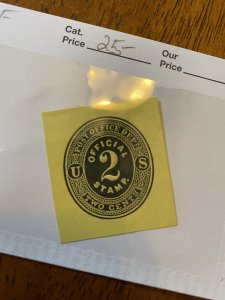 F
Cat.
Price 25-
Our
Price
POST OFFICE DEPT.
OFFICIAL
2
STAMP.
U S
TWO CENTS